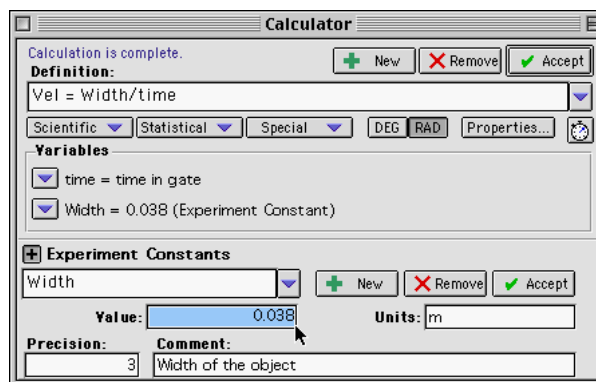 Calculator
Calculation is complete.
New Remove Accept
Definition:
Vel = Width/time
Scientific Statistical Special DEG RAD Properties...
Variables
time = time in gate
Width = 0.038 (Experiment Constant)
Experiment Constants
Width New Remove Accept
Value: 0.038 Units: m
Precision: Comment:
3 Width of the object